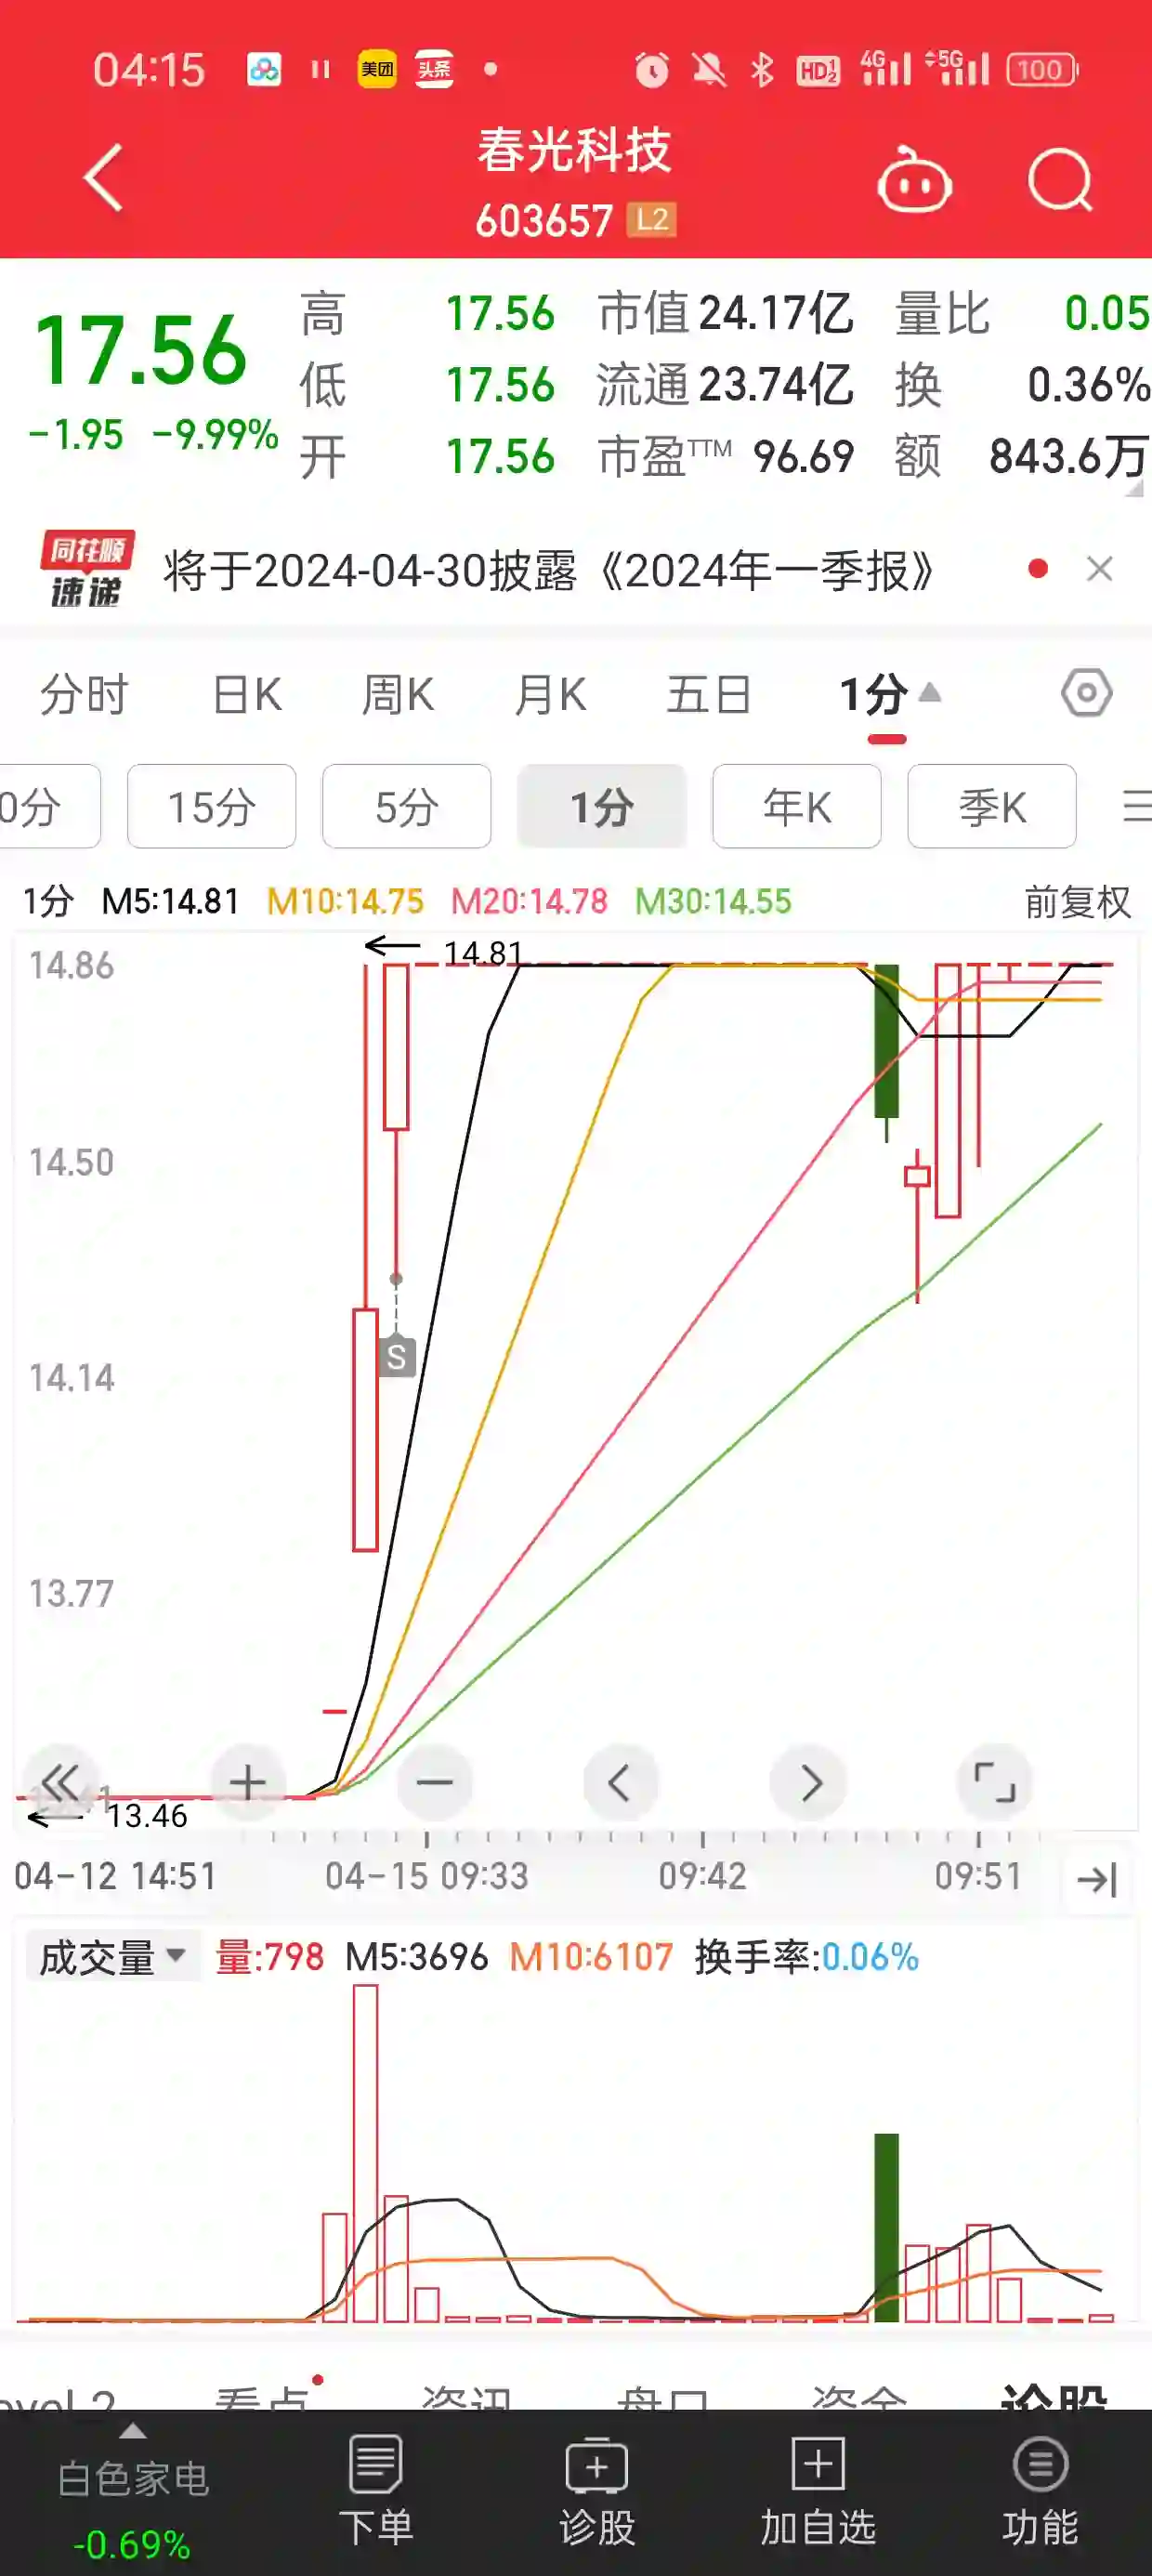 04:15 美团 头条 HD 4G 5G 100
春光科技
603657 L2
17.56
-1.95 -9.99%
高 17.56 市值 24.17亿 量比 0.05
低 17.56 流通 23.74亿 换 0.36%
开 17.56 市盈TTM 96.69 额 843.6万
同花顺
速递
将于2024-04-30披露《2024年一季报》
分时 日K 周K 月K 五日 1分
0分 15分 5分 1分 年K 季K
1分 M5:14.81 M10:14.75 M20:14.78 M30:14.55 前复权
14.86
14.81
14.50
S
14.14
13.77
13.46
04-12 14:51 04-15 09:33 09:42 09:51
成交量 量:798 M5:3696 M10:6107 换手率:0.06%
看点 资讯 盘口 资金 诊股
白色家电
-0.69%
下单 诊股 加自选 功能